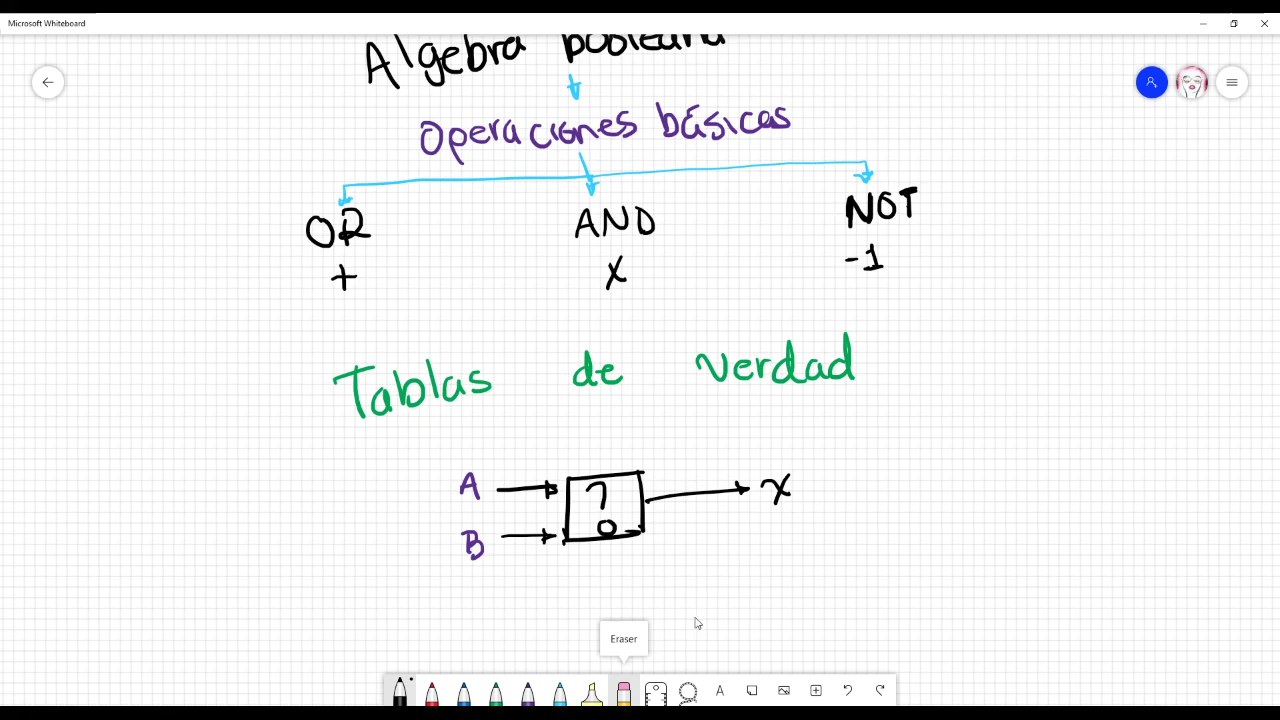 Microsoft Whiteboard
Algebra booleana
Operaciones básicas
OR AND NOT
+ x -1
Tablas de verdad
A ? x
B
Eraser
A